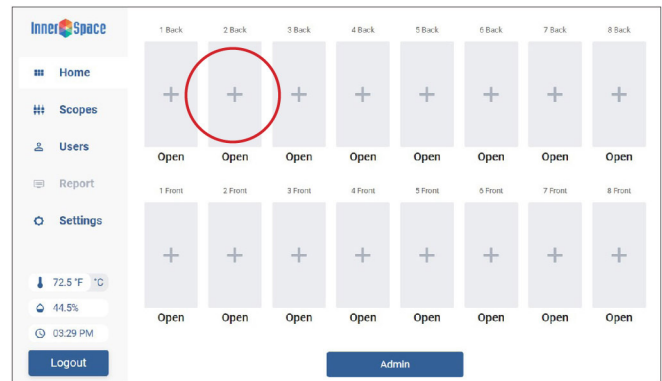 InnerSpace
Home
Scopes
Users
Report
Settings
72.5 °F °C
44.5%
03:29 PM
Logout
1 Back 2 Back 3 Back 4 Back 5 Back 6 Back 7 Back 8 Back
Open Open Open Open Open Open Open Open
1 Front 2 Front 3 Front 4 Front 5 Front 6 Front 7 Front 8 Front
Open Open Open Open Open Open Open Open
Admin